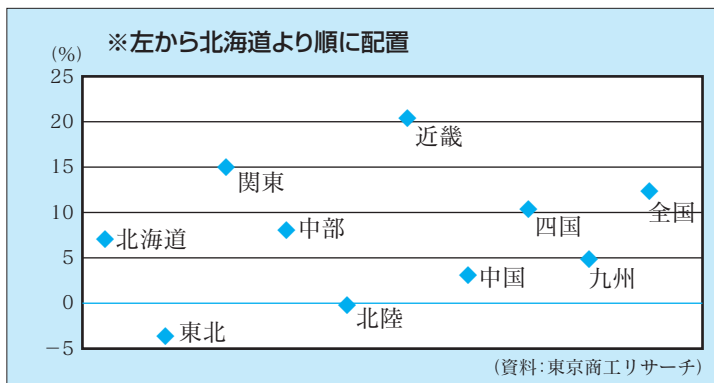 ※左から北海道より順に配置
(%)
25
20
15
10
5
0
−5
近畿
関東
全国
四国
中部
北海道
九州
中国
北陸
東北
(資料：東京商工リサーチ)